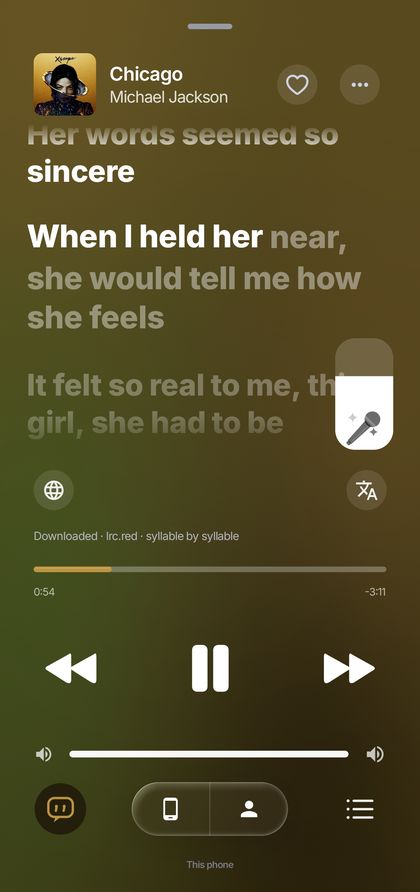 Xscape
Chicago
Michael Jackson
Her words seemed so
sincere
When I held her near,
she would tell me how
she feels
It felt so real to me, thi
girl, she had to be
Downloaded · lrc.red · syllable by syllable
0:54
-3:11
This phone